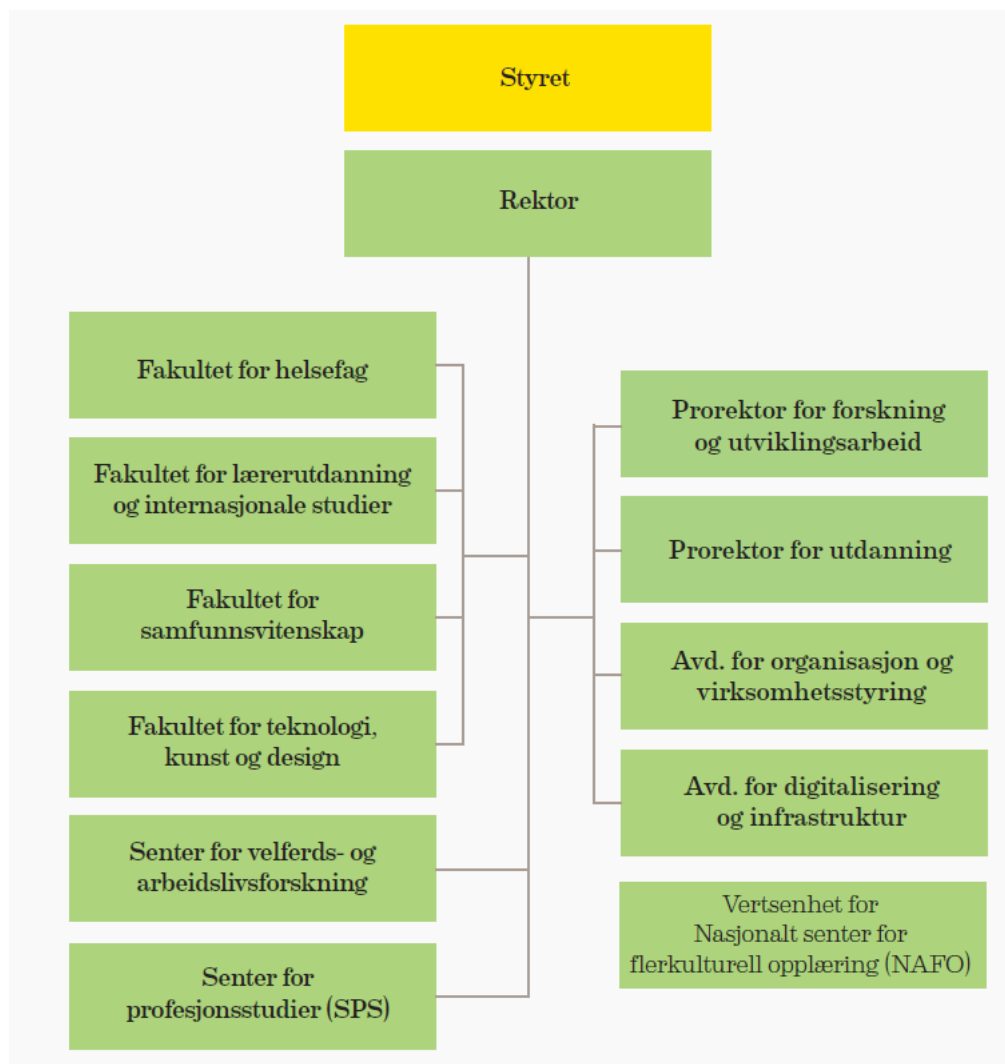 Styret
Rektor
Fakultet for helsefag
Fakultet for lærerutdanning
og internasjonale studier
Fakultet for
samfunnsvitenskap
Fakultet for teknologi,
kunst og design
Senter for velferds- og
arbeidslivsforskning
Senter for
profesjonsstudier (SPS)
Prorektor for forskning
og utviklingsarbeid
Prorektor for utdanning
Avd. for organisasjon og
virksomhetsstyring
Avd. for digitalisering
og infrastruktur
Vertsenhet for
Nasjonalt senter for
flerkulturell opplæring (NAFO)